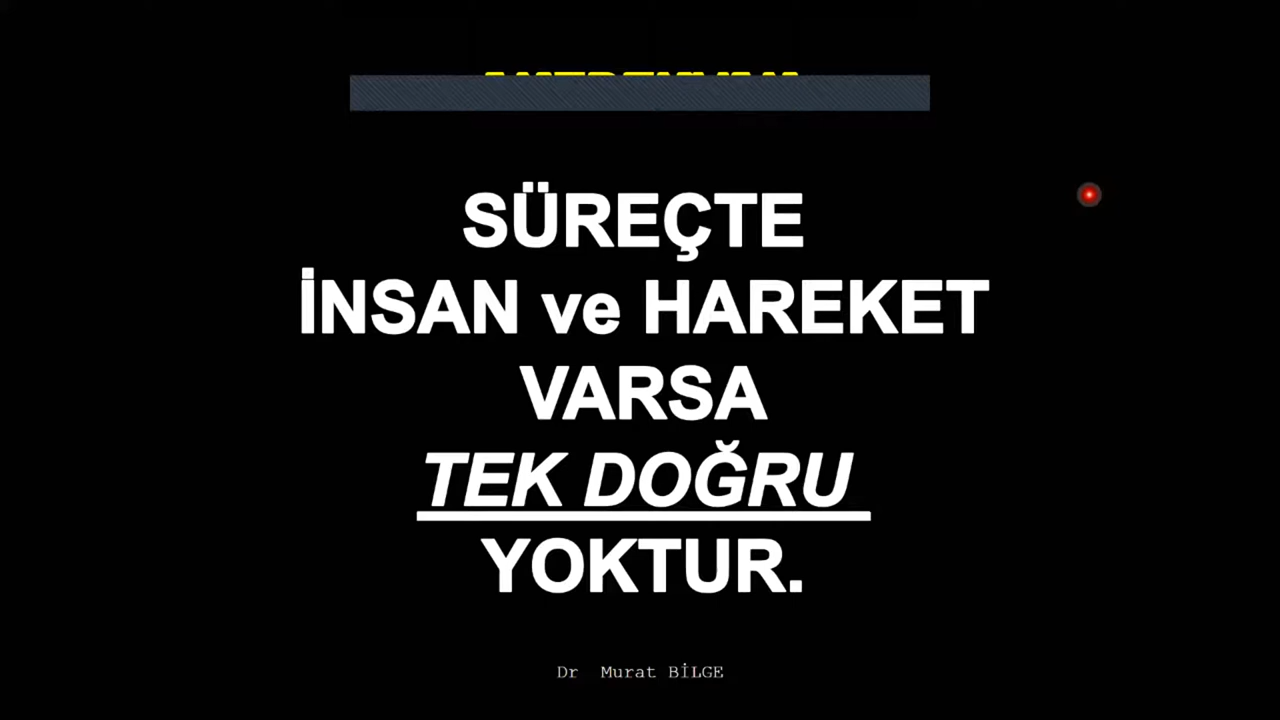 SÜREÇTE
İNSAN ve HAREKET
VARSA
TEK DOĞRU
YOKTUR.
Dr Murat BİLGE